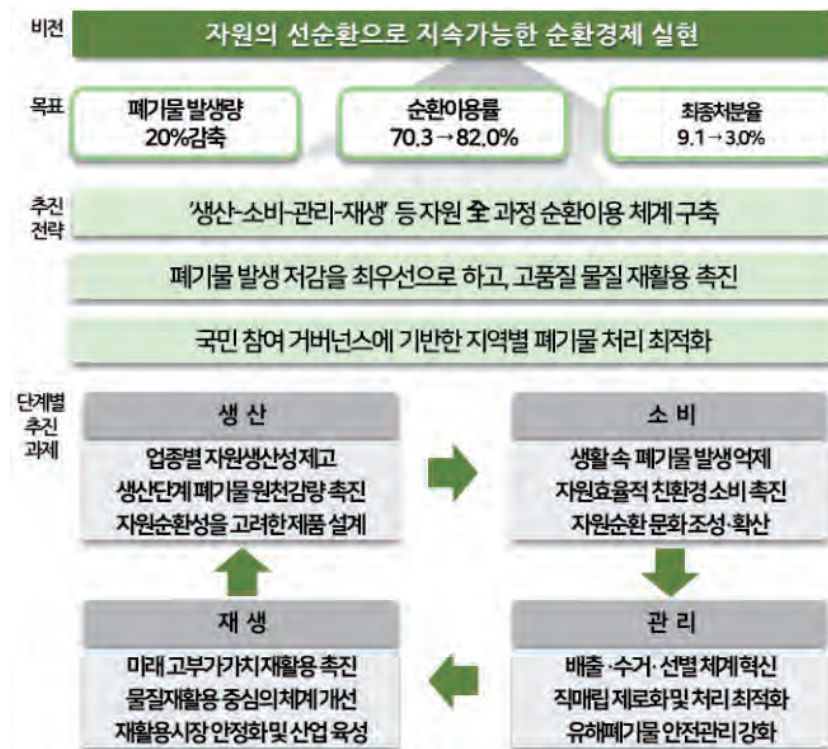 비전
자원의 선순환으로 지속가능한 순환경제 실현
목표
폐기물 발생량
20%감축
순환이용률
70.3→82.0%
최종처분율
9.1→3.0%
추진
전략
'생산-소비-관리-재생' 등 자원 全 과정 순환이용 체계 구축
폐기물 발생 저감을 최우선으로 하고, 고품질 물질 재활용 촉진
국민 참여 거버넌스에 기반한 지역별 폐기물 처리 최적화
단계별
추진
과제
생 산
업종별 자원생산성 제고
생산단계 폐기물 원천감량 촉진
자원순환성을 고려한 제품 설계
소 비
생활 속 폐기물 발생 억제
자원효율적 친환경 소비 촉진
자원순환 문화 조성·확산
재 생
미래 고부가가치 재활용 촉진
물질재활용 중심의 체계 개선
재활용시장 안정화 및 산업 육성
관 리
배출·수거·선별 체계 혁신
직매립 제로화 및 처리 최적화
유해폐기물 안전관리 강화